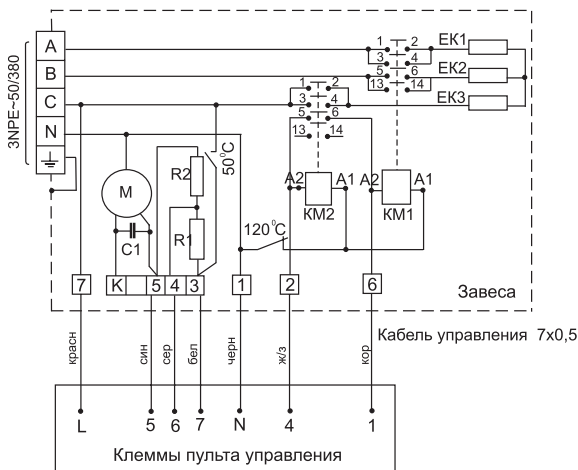 3NPE~50/380
A
B
C
N
1 2
3 4
5 6
13 14
EK1
EK2
EK3
1 2
3 4
5 6
13 14
50°C
R2
R1
M
C1
A2 A1
KM2
A2 A1
KM1
120°C
7 K 5 4 3 1 2 6
Завеса
Кабель управления 7x0,5
красн
син
сер
бел
черн
ж/з
кор
L 5 6 7 N 4 1
Клеммы пульта управления